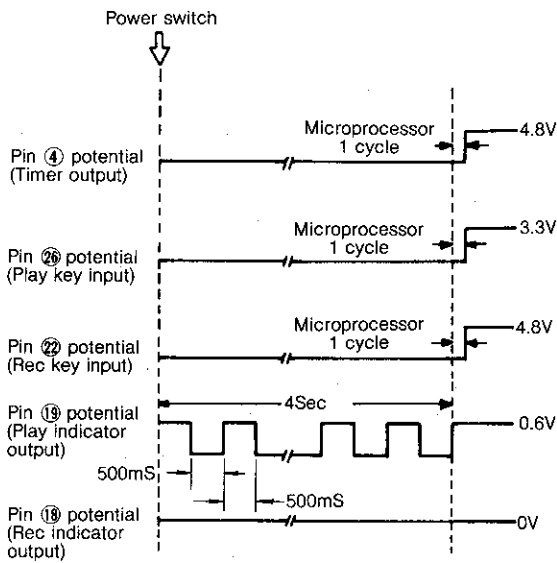 Power switch
Microprocessor
1 cycle
4.8V
Pin ④ potential
(Timer output)
Microprocessor
1 cycle
3.3V
Pin ㉖ potential
(Play key input)
Microprocessor
1 cycle
4.8V
Pin ㉒ potential
(Rec key input)
4Sec
Pin ⑲ potential
(Play indicator
output)
0.6V
500mS
500mS
Pin ⑱ potential
(Rec indicator
output)
0V